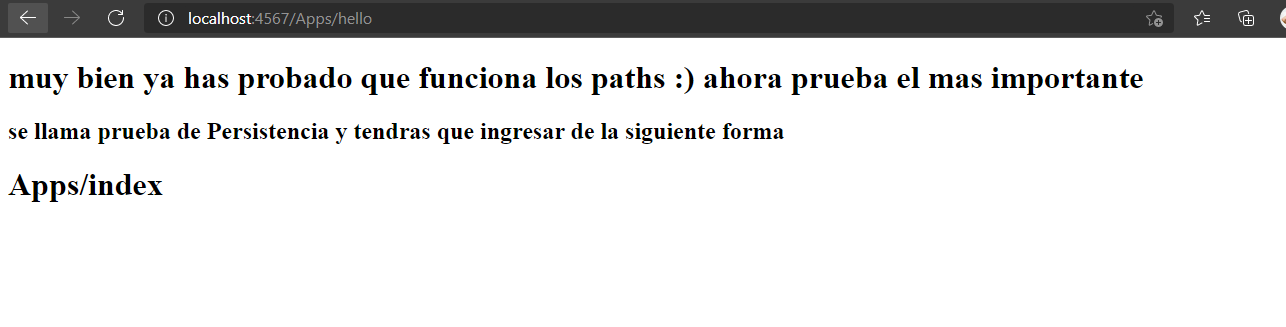 localhost:4567/Apps/hello
muy bien ya has probado que funciona los paths :) ahora prueba el mas importante
se llama prueba de Persistencia y tendras que ingresar de la siguiente forma
Apps/index